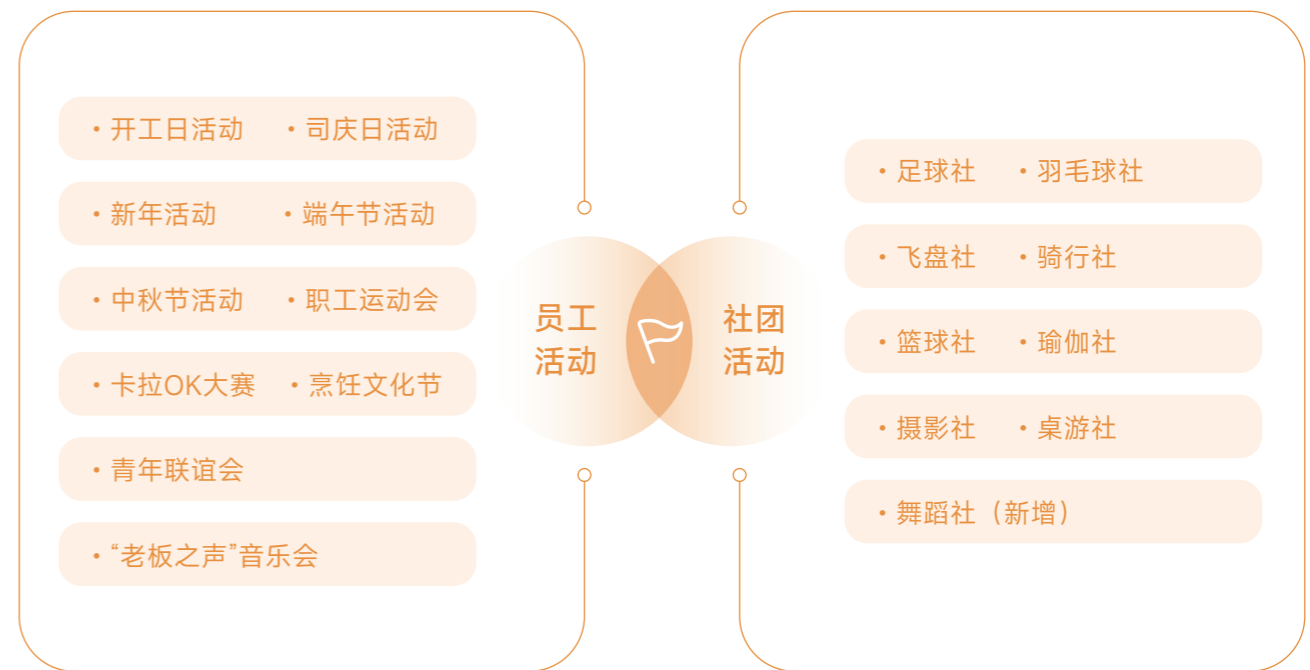 ・开工日活动 ・司庆日活动
・新年活动 ・端午节活动
・中秋节活动 ・职工运动会
・卡拉OK大赛 ・烹饪文化节
・青年联谊会
・“老板之声”音乐会
员工
活动
社团
活动
・足球社 ・羽毛球社
・飞盘社 ・骑行社
・篮球社 ・瑜伽社
・摄影社 ・桌游社
・舞蹈社（新增）